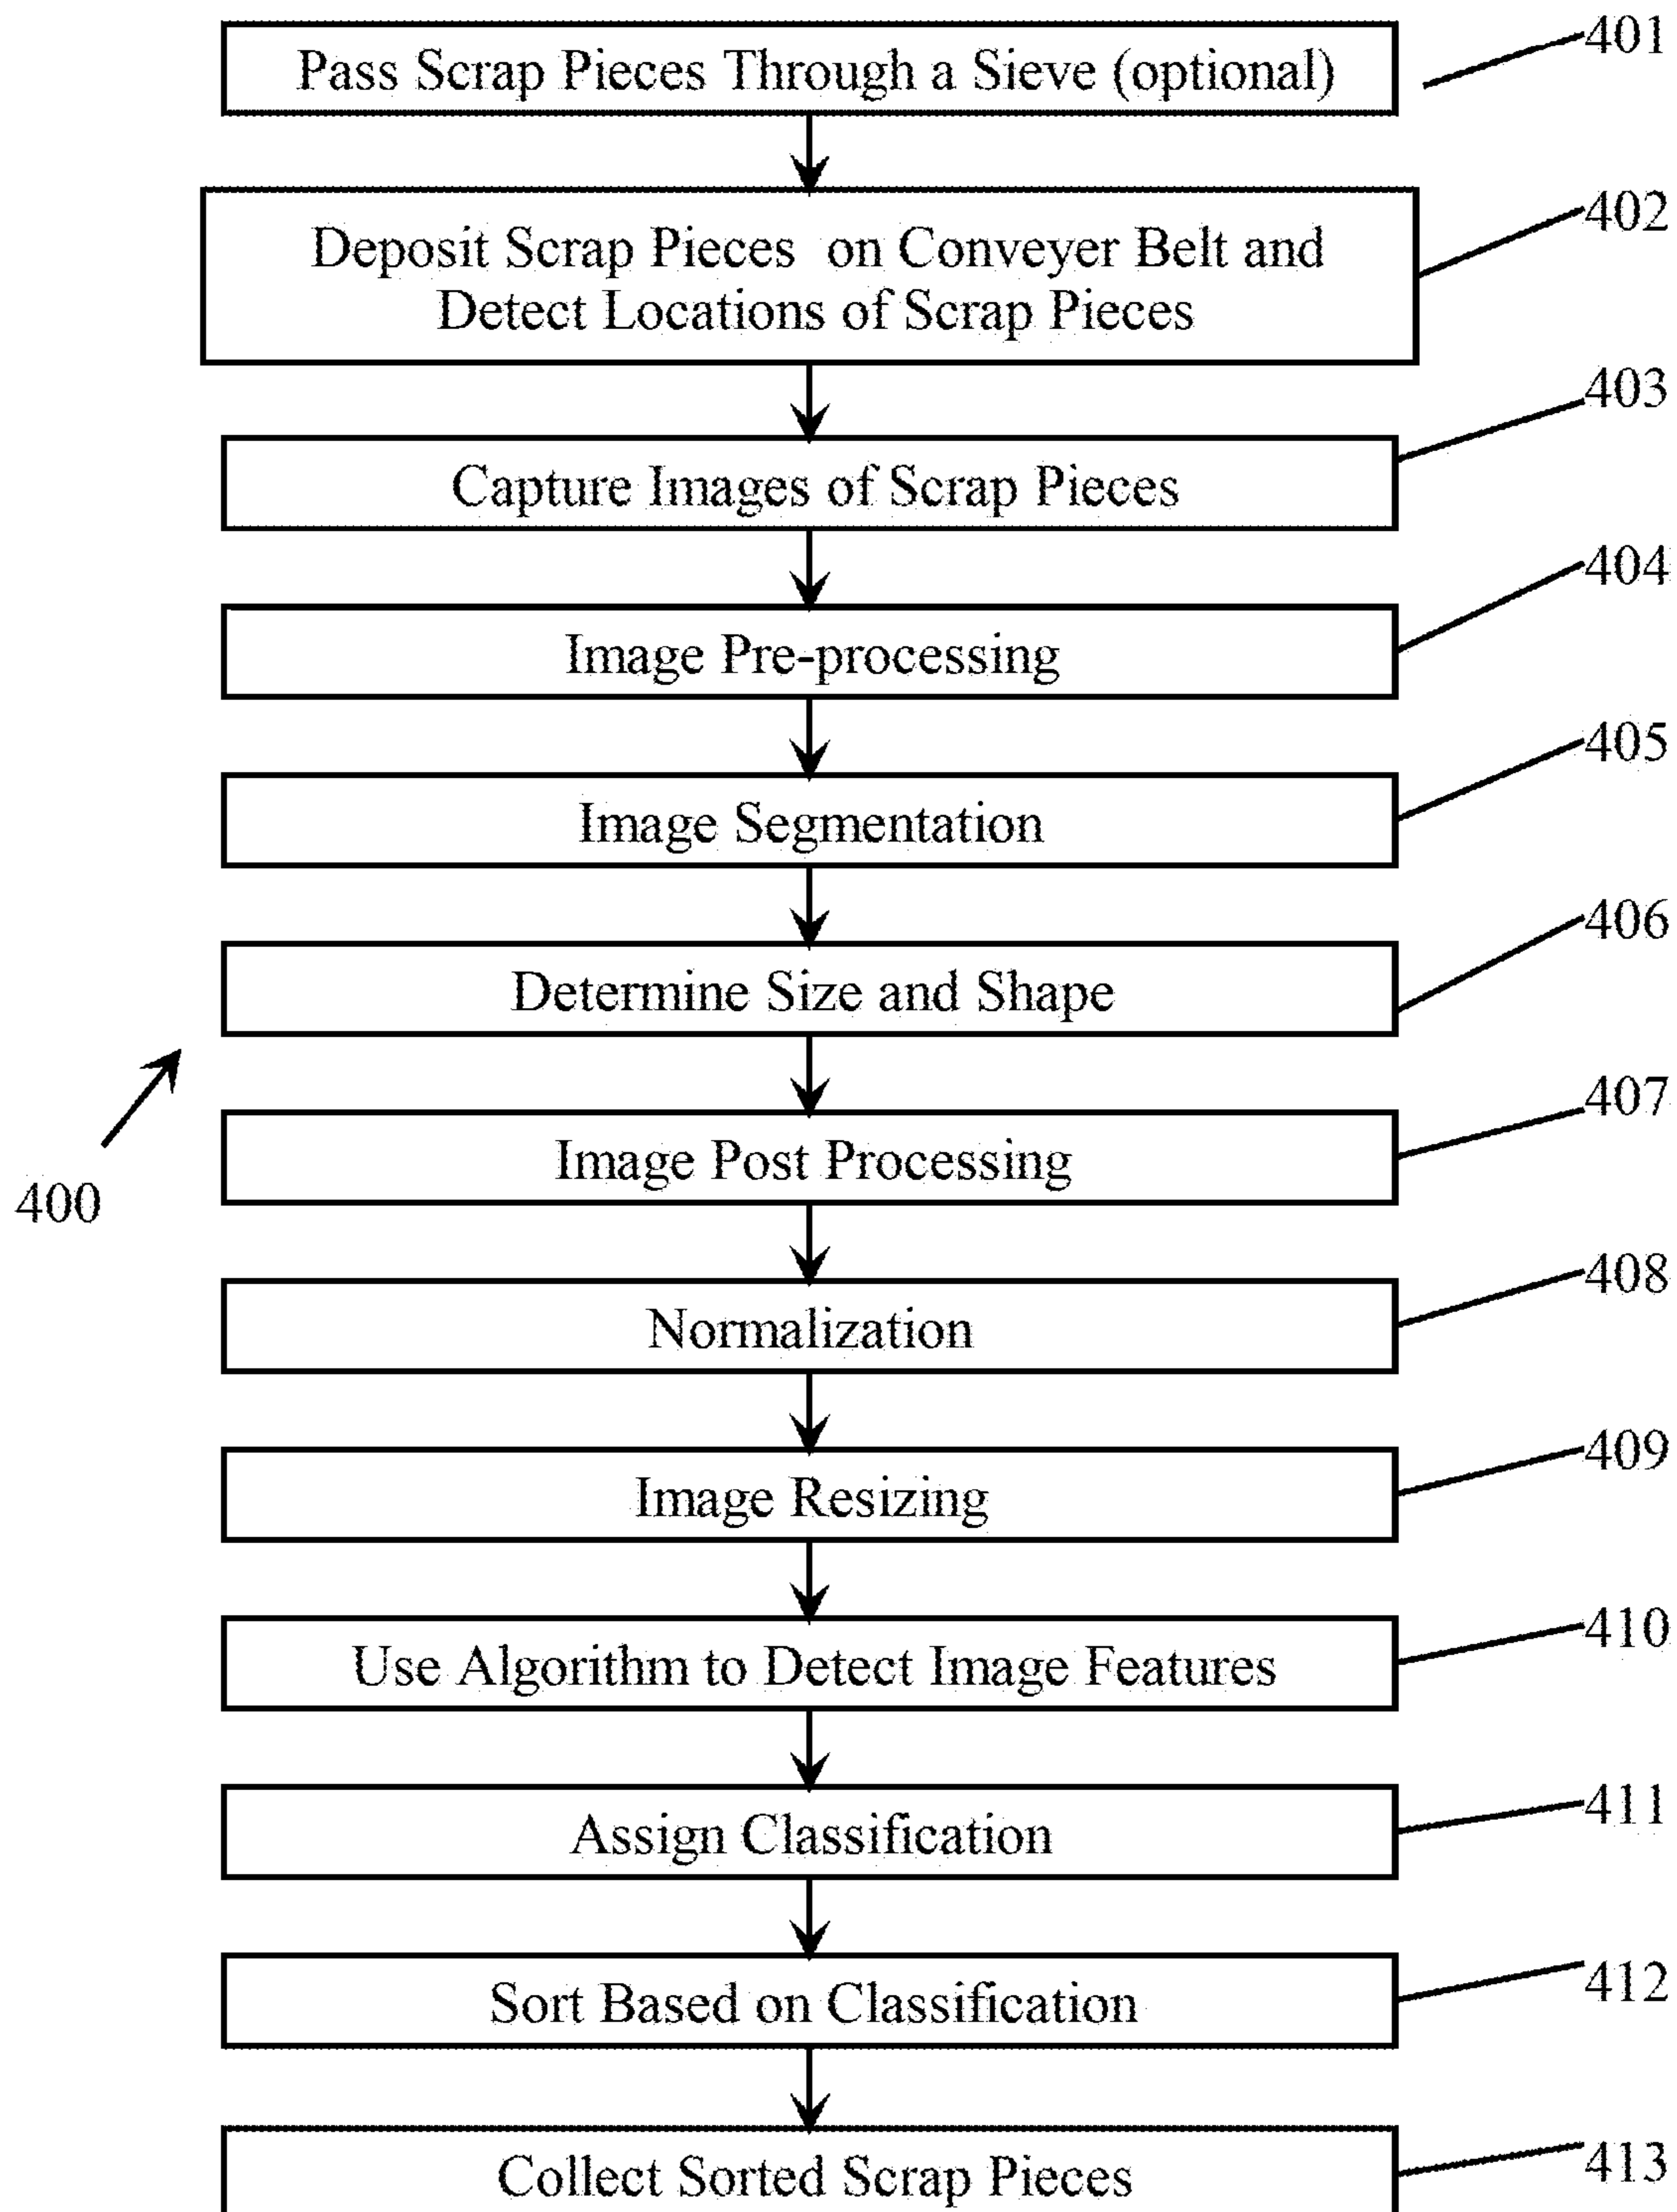 Pass Scrap Pieces Through a Sieve (optional)
401
Deposit Scrap Pieces on Conveyer Belt and
Detect Locations of Scrap Pieces
402
Capture Images of Scrap Pieces
403
Image Pre-processing
404
Image Segmentation
405
Determine Size and Shape
406
400
Image Post Processing
407
Normalization
408
Image Resizing
409
Use Algorithm to Detect Image Features
410
Assign Classification
411
Sort Based on Classification
412
Collect Sorted Scrap Pieces
413